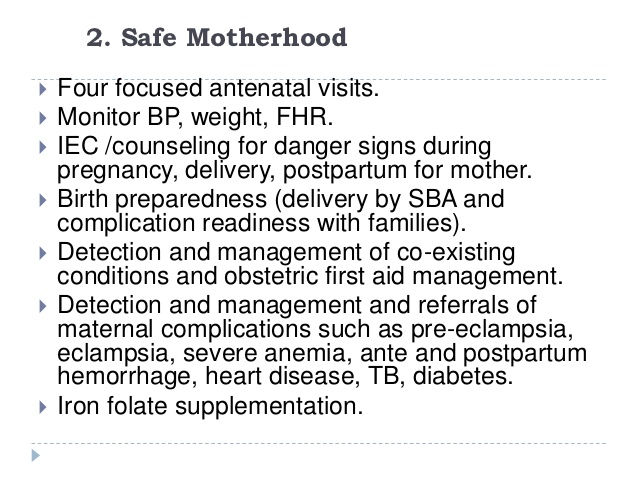 2. Safe Motherhood
Four focused antenatal visits.
Monitor BP, weight, FHR.
IEC /counseling for danger signs during
pregnancy, delivery, postpartum for mother.
Birth preparedness (delivery by SBA and
complication readiness with families).
Detection and management of co-existing
conditions and obstetric first aid management.
Detection and management and referrals of
maternal complications such as pre-eclampsia,
eclampsia, severe anemia, ante and postpartum
hemorrhage, heart disease, TB, diabetes.
Iron folate supplementation.